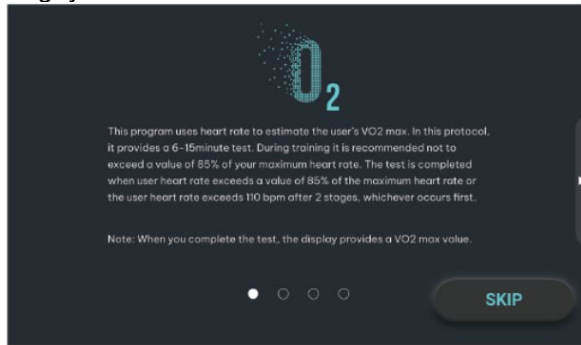 O2
This program uses heart rate to estimate the user's VO2 max. In this protocol,
it provides a 6-15minute test. During training it is recommended not to
exceed a value of 85% of your maximum heart rate. The test is completed
when user heart rate exceeds a value of 85% of the maximum heart rate or
the user heart rate exceeds 110 bpm after 2 stages, whichever occurs first.
Note: When you complete the test, the display provides a VO2 max value.
SKIP